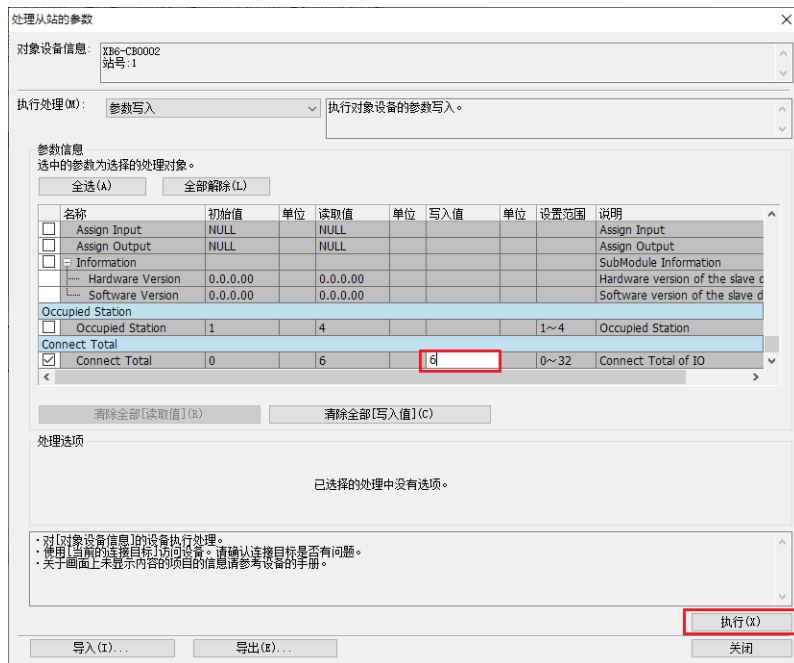 处理从站的参数
对象设备信息:
XB6-CB0002
站号:1
执行处理(M):
参数写入
执行对象设备的参数写入。
参数信息
选中的参数为选择的处理对象。
全选(A) 全部解除(L)
名称 初始值 单位 读取值 单位 写入值 单位 设置范围 说明
Assign Input NULL NULL Assign Input
Assign Output NULL NULL Assign Output
Information SubModule Information
Hardware Version 0.0.0.00 0.0.0.00 Hardware version of the slave d
Software Version 0.0.0.00 0.0.0.00 Software version of the slave d
Occupied Station
Occupied Station 1 4 1~4 Occupied Station
Connect Total
Connect Total 0 6 6 0~32 Connect Total of IO
清除全部[读取值](R) 清除全部[写入值](C)
处理选项
已选择的处理中没有选项。
·对[对象设备信息]的设备执行处理。
·使用[当前的连接目标]访问设备。请确认连接目标是否有问题。
·关于画面上未显示内容的项目的信息请参考设备的手册。
执行(X)
导入(I)... 导出(E)... 关闭